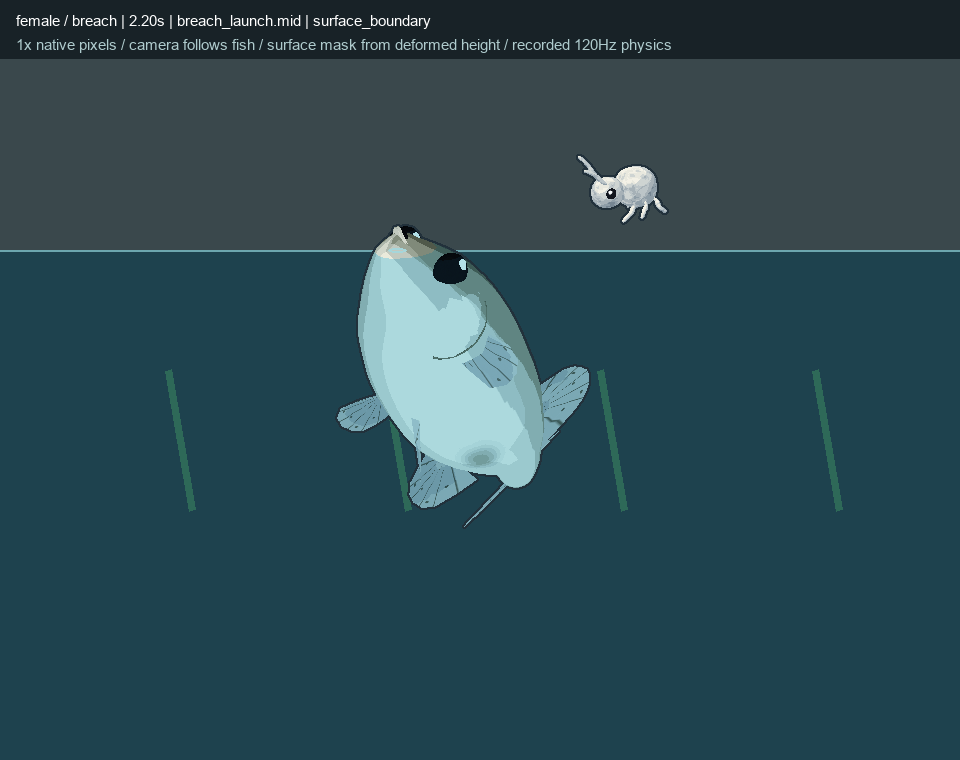 female / breach | 2.20s | breach_launch.mid | surface_boundary
1x native pixels / camera follows fish / surface mask from deformed height / recorded 120Hz physics